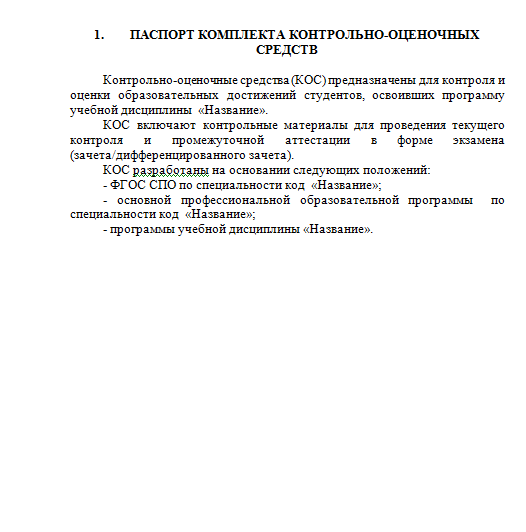 1. ПАСПОРТ КОМПЛЕКТА КОНТРОЛЬНО-ОЦЕНОЧНЫХ
СРЕДСТВ
Контрольно-оценочные средства (КОС) предназначены для контроля и
оценки образовательных достижений студентов, освоивших программу
учебной дисциплины «Название».
КОС включают контрольные материалы для проведения текущего
контроля и промежуточной аттестации в форме экзамена
(зачета/дифференцированного зачета).
КОС разработаны на основании следующих положений:
- ФГОС СПО по специальности код «Название»;
- основной профессиональной образовательной программы по
специальности код «Название»;
- программы учебной дисциплины «Название».